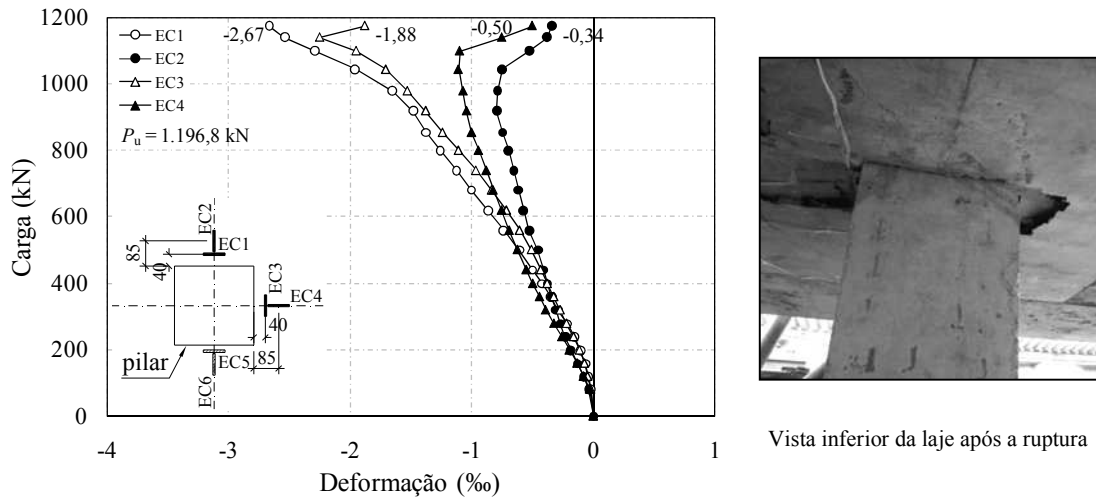 1200
1000
800
600
400
200
0
Carga (kN)
EC1
EC2
EC3
EC4
-2,67
-1,88
-0,50
-0,34
Pu = 1.196,8 kN
EC2
EC1
85
40
EC3
EC4
40
85
pilar
EC5
EC6
-4 -3 -2 -1 0 1
Deformação (‰)
Vista inferior da laje após a ruptura